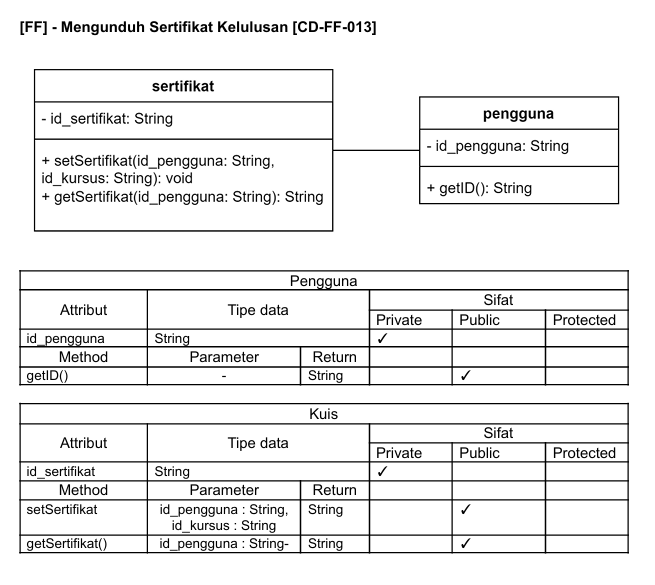 [FF] - Mengunduh Sertifikat Kelulusan [CD-FF-013]
sertifikat
- id_sertifikat: String
+ setSertifikat(id_pengguna: String,
id_kursus: String): void
+ getSertifikat(id_pengguna: String): String
pengguna
- id_pengguna: String
+ getID(): String
Pengguna
Attribut Tipe data Sifat
Private Public Protected
id_pengguna String ✓
Method Parameter Return
getID() - String ✓
Kuis
Attribut Tipe data Sifat
Private Public Protected
id_sertifikat String ✓
Method Parameter Return
setSertifikat id_pengguna : String, String ✓
id_kursus : String
getSertifikat() id_pengguna : String- String ✓